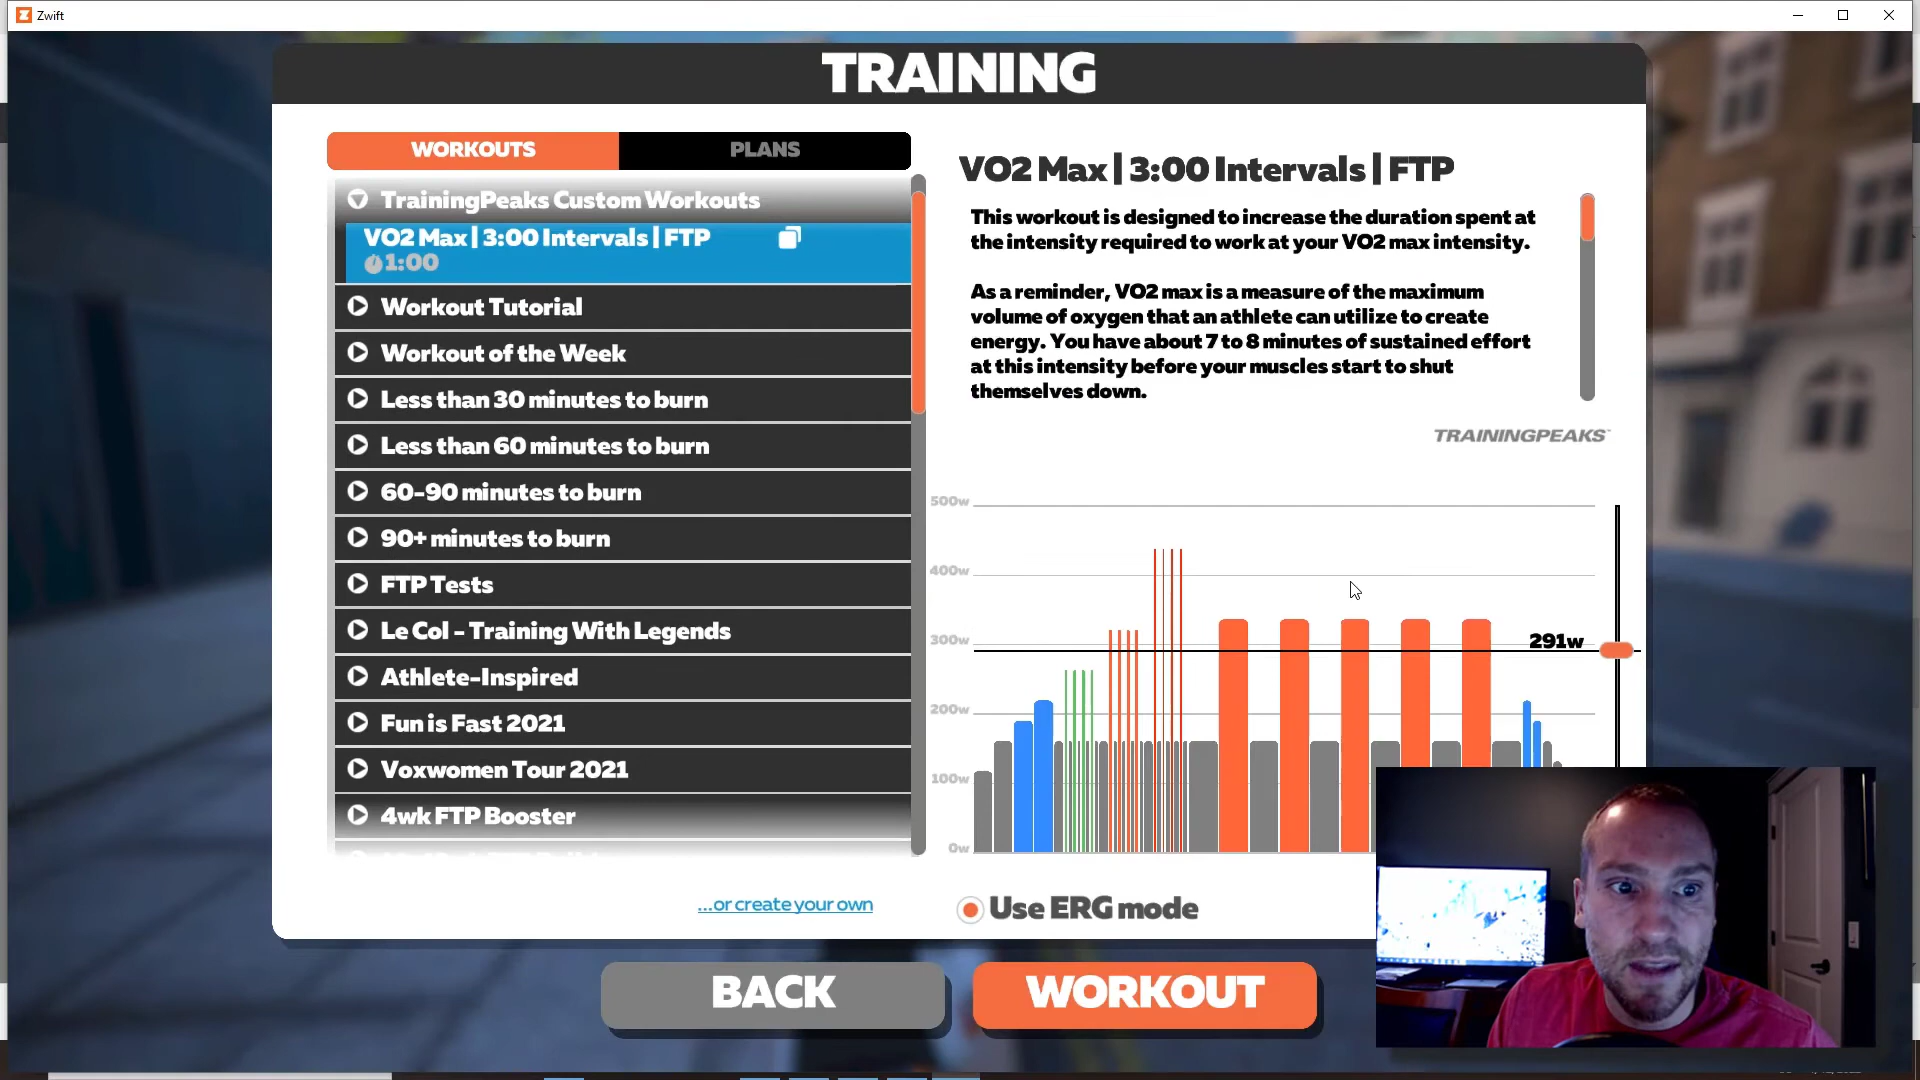 Zwift
TRAINING
WORKOUTS
PLANS
TrainingPeaks Custom Workouts
VO2 Max | 3:00 Intervals | FTP
1:00
Workout Tutorial
Workout of the Week
Less than 30 minutes to burn
Less than 60 minutes to burn
60-90 minutes to burn
90+ minutes to burn
FTP Tests
Le Col - Training With Legends
Athlete-Inspired
Fun is Fast 2021
Voxwomen Tour 2021
4wk FTP Booster
...or create your own
VO2 Max | 3:00 Intervals | FTP
This workout is designed to increase the duration spent at
the intensity required to work at your VO2 max intensity.
As a reminder, VO2 max is a measure of the maximum
volume of oxygen that an athlete can utilize to create
energy. You have about 7 to 8 minutes of sustained effort
at this intensity before your muscles start to shut
themselves down.
TRAININGPEAKS
500w
400w
300w
291w
200w
100w
0w
Use ERG mode
BACK
WORKOUT